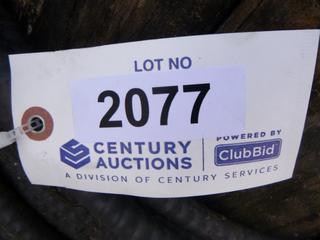 LOT NO
2077
CENTURY
AUCTIONS
POWERED BY
ClubBid
A DIVISION OF CENTURY SERVICES